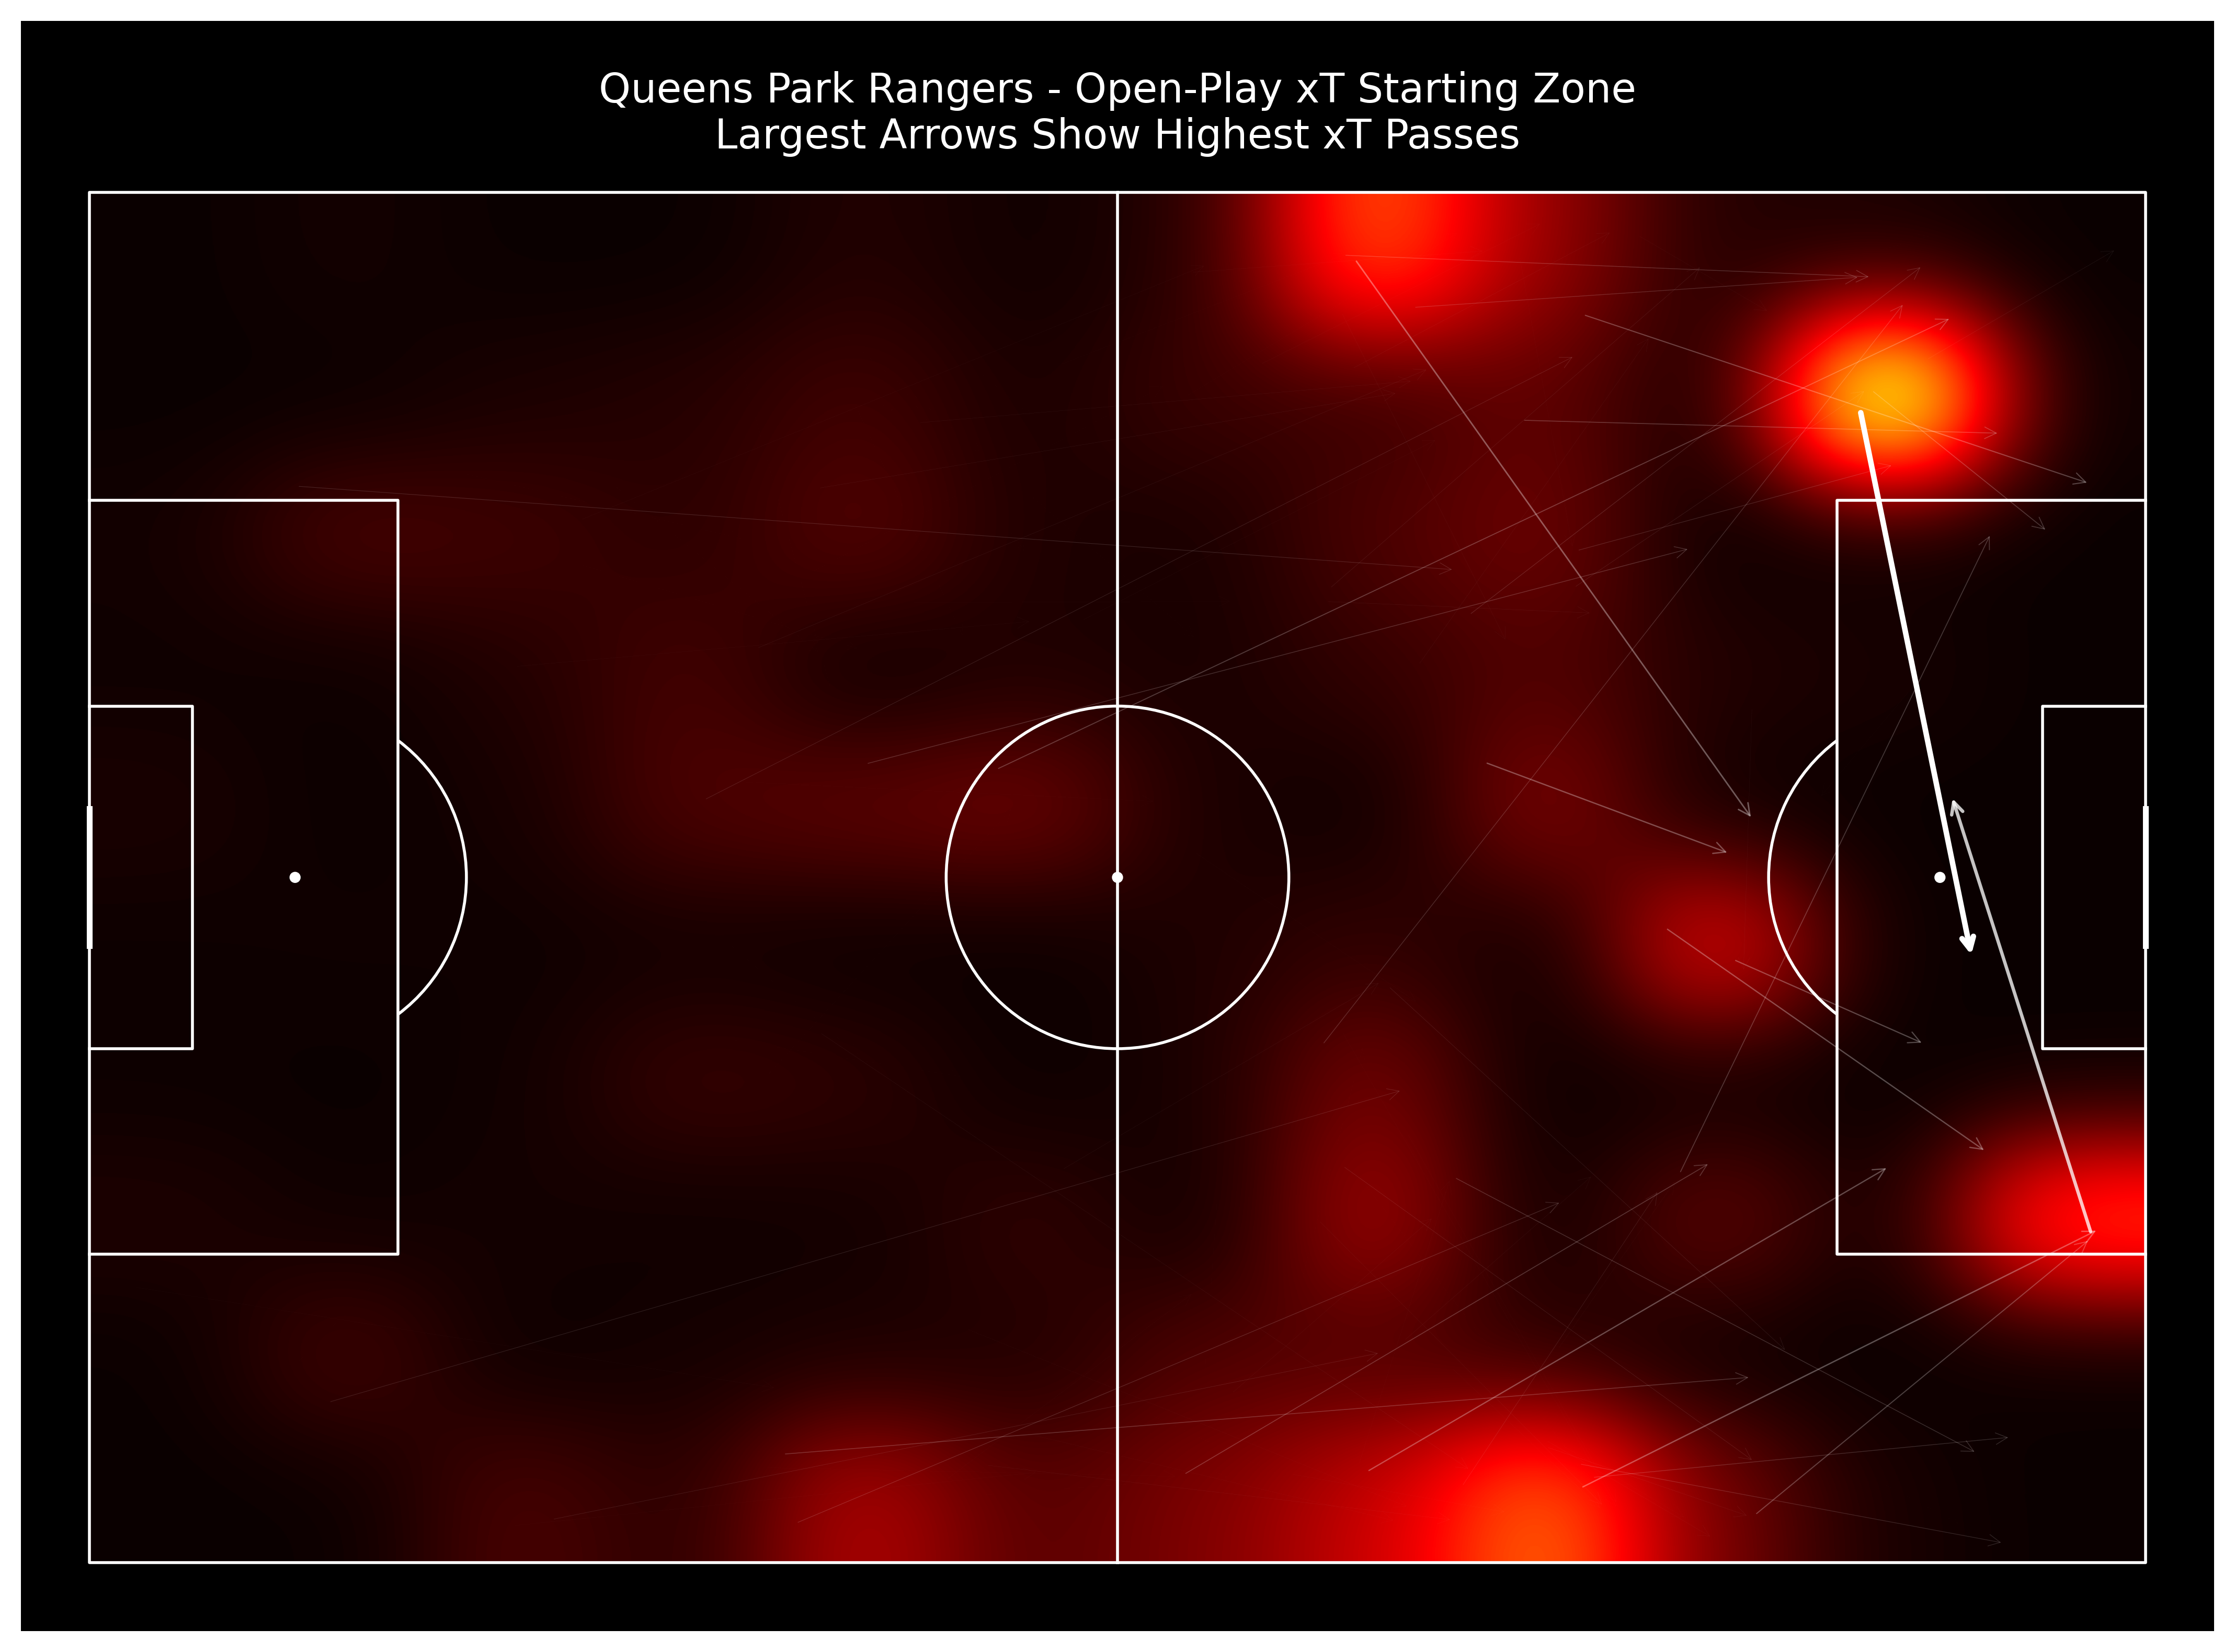 Queens Park Rangers - Open-Play xT Starting Zone
Largest Arrows Show Highest xT Passes